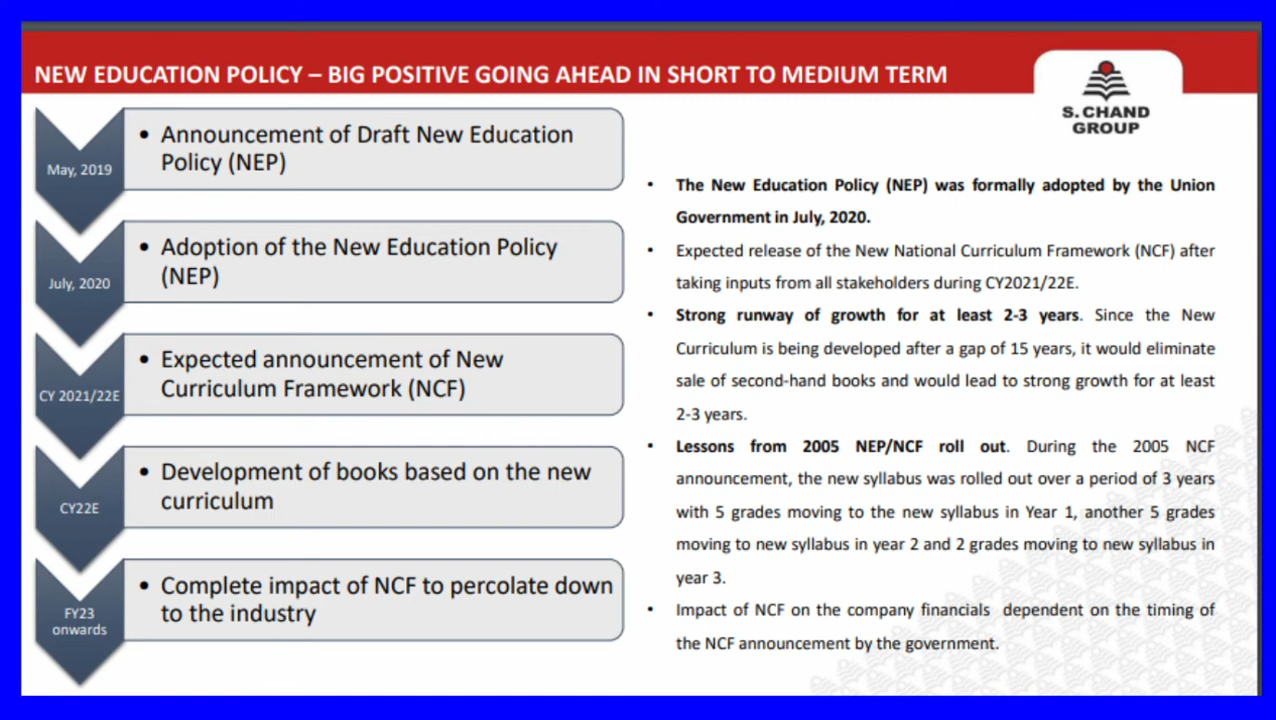 NEW EDUCATION POLICY – BIG POSITIVE GOING AHEAD IN SHORT TO MEDIUM TERM
S. CHAND
GROUP
May, 2019
• Announcement of Draft New Education
Policy (NEP)
July, 2020
• Adoption of the New Education Policy
(NEP)
CY 2021/22E
• Expected announcement of New
Curriculum Framework (NCF)
CY22E
• Development of books based on the new
curriculum
FY23
onwards
• Complete impact of NCF to percolate down
to the industry
• The New Education Policy (NEP) was formally adopted by the Union
Government in July, 2020.
• Expected release of the New National Curriculum Framework (NCF) after
taking inputs from all stakeholders during CY2021/22E.
• Strong runway of growth for at least 2-3 years. Since the New
Curriculum is being developed after a gap of 15 years, it would eliminate
sale of second-hand books and would lead to strong growth for at least
2-3 years.
• Lessons from 2005 NEP/NCF roll out. During the 2005 NCF
announcement, the new syllabus was rolled out over a period of 3 years
with 5 grades moving to the new syllabus in Year 1, another 5 grades
moving to new syllabus in year 2 and 2 grades moving to new syllabus in
year 3.
• Impact of NCF on the company financials dependent on the timing of
the NCF announcement by the government.